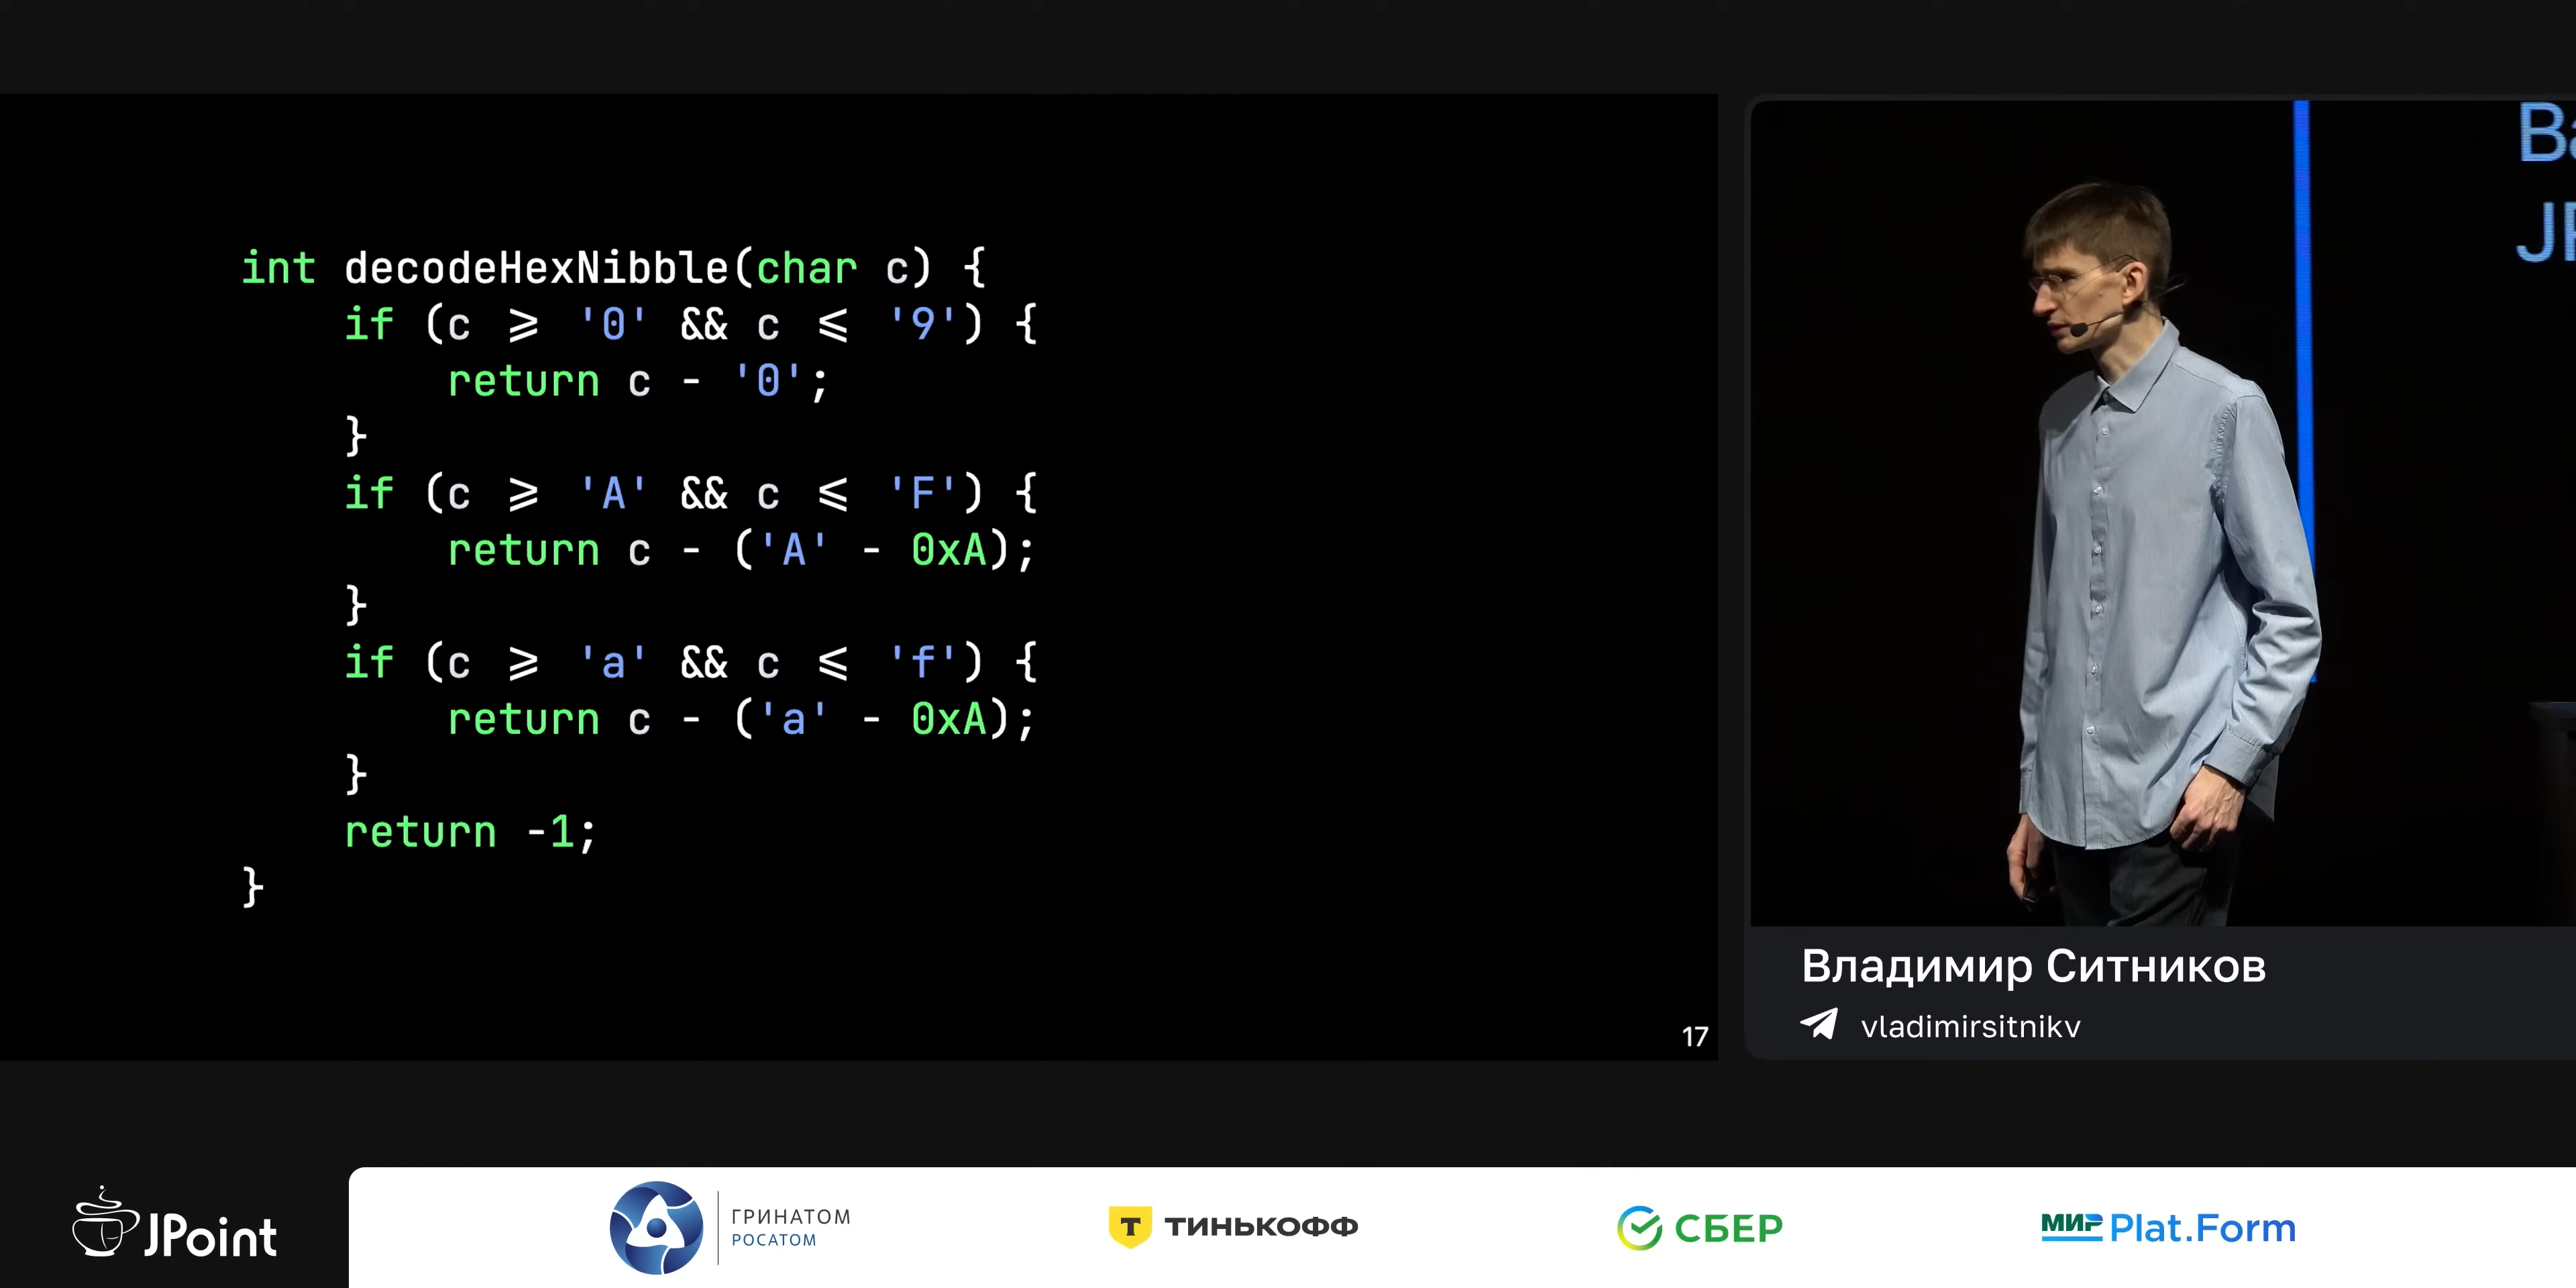 int decodeHexNibble(char c) {
if (c ⩾ '0' && c ⩽ '9') {
return c - '0';
}
if (c ⩾ 'A' && c ⩽ 'F') {
return c - ('A' - 0xA);
}
if (c ⩾ 'a' && c ⩽ 'f') {
return c - ('a' - 0xA);
}
return -1;
}
17
Владимир Ситников
vladimirsitnikv
JPoint
ГРИНАТОМ
РОСАТОМ
Т ТИНЬКОФФ
СБЕР
МИР Plat.Form